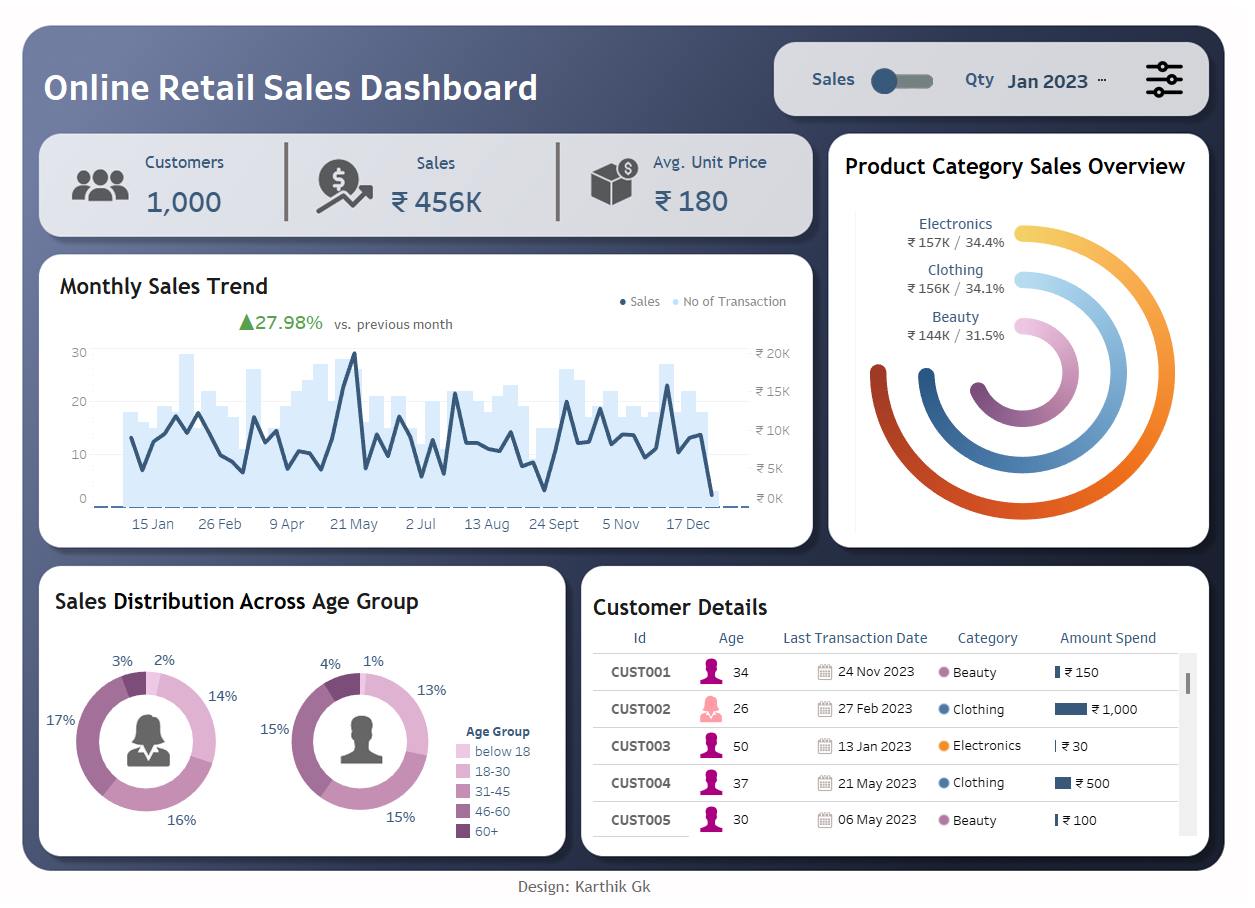 Online Retail Sales Dashboard
Sales Qty Jan 2023 ...
Customers
1,000
Sales
₹ 456K
Avg. Unit Price
₹ 180
Product Category Sales Overview
Electronics
₹ 157K / 34.4%
Clothing
₹ 156K / 34.1%
Beauty
₹ 144K / 31.5%
Monthly Sales Trend
Sales No of Transaction
▲27.98% vs. previous month
30
20
10
0
₹ 20K
₹ 15K
₹ 10K
₹ 5K
₹ 0K
15 Jan 26 Feb 9 Apr 21 May 2 Jul 13 Aug 24 Sept 5 Nov 17 Dec
Sales Distribution Across Age Group
3% 2%
14%
17%
16%
4% 1%
13%
15%
15%
Age Group
below 18
18-30
31-45
46-60
60+
Customer Details
Id Age Last Transaction Date Category Amount Spend
CUST001 34 24 Nov 2023 Beauty ₹ 150
CUST002 26 27 Feb 2023 Clothing ₹ 1,000
CUST003 50 13 Jan 2023 Electronics ₹ 30
CUST004 37 21 May 2023 Clothing ₹ 500
CUST005 30 06 May 2023 Beauty ₹ 100
Design: Karthik Gk